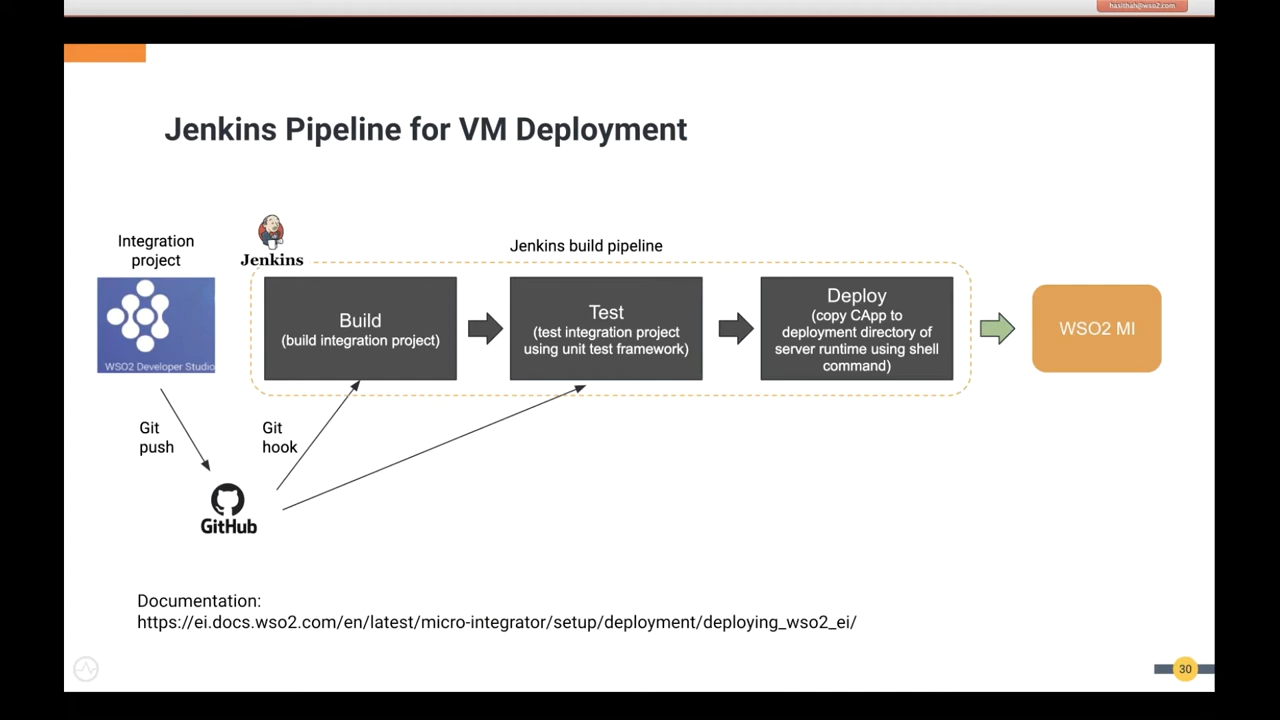 hasithah@wso2.com
Jenkins Pipeline for VM Deployment
Integration
project
WSO2 Developer Studio
Jenkins
Jenkins build pipeline
Build
(build integration project)
Test
(test integration project
using unit test framework)
Deploy
(copy CApp to
deployment directory of
server runtime using shell
command)
WSO2 MI
Git
push
Git
hook
GitHub
Documentation:
https://ei.docs.wso2.com/en/latest/micro-integrator/setup/deployment/deploying_wso2_ei/
30